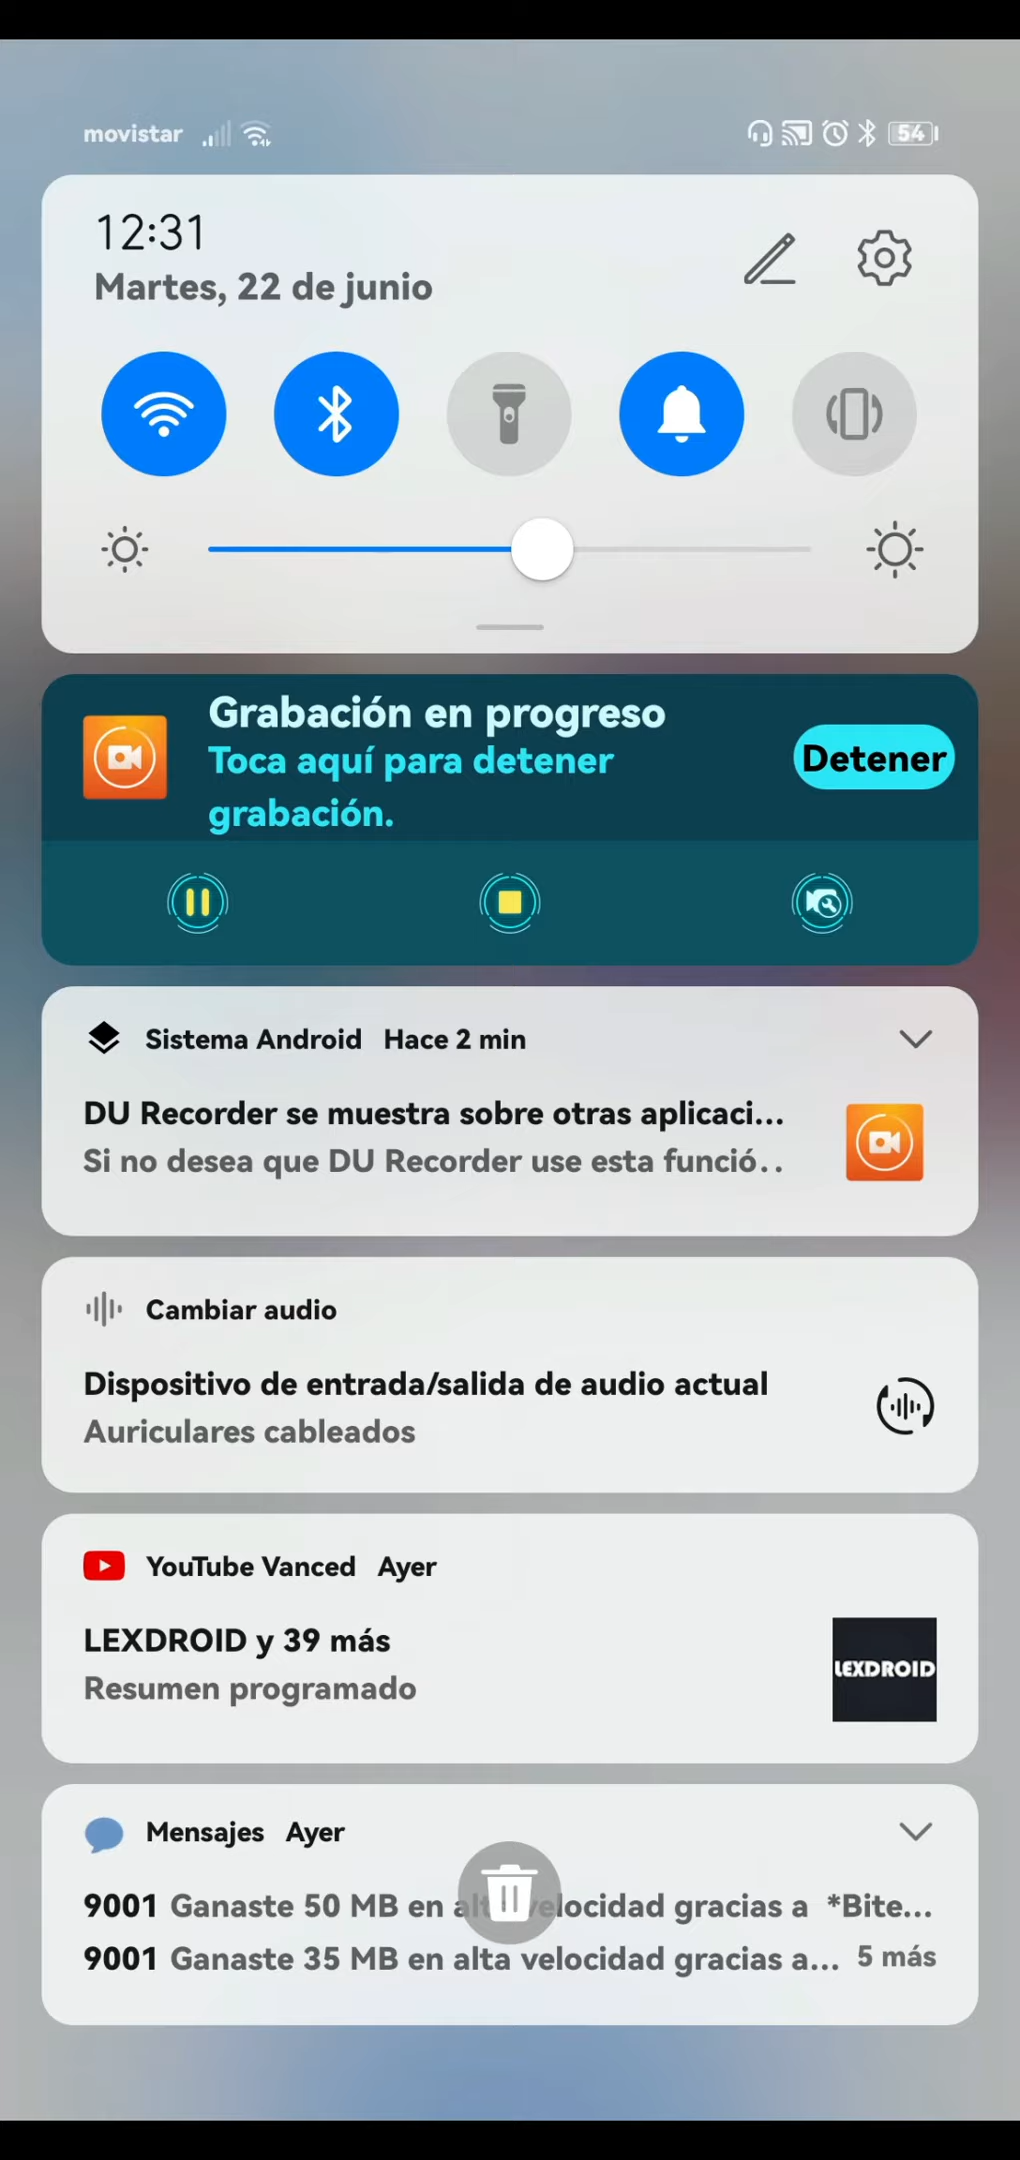 movistar 54
12:31
Martes, 22 de junio
Grabación en progreso
Toca aquí para detener
grabación.
Detener
Sistema Android Hace 2 min
DU Recorder se muestra sobre otras aplicaci...
Si no desea que DU Recorder use esta funció..
Cambiar audio
Dispositivo de entrada/salida de audio actual
Auriculares cableados
YouTube Vanced Ayer
LEXDROID y 39 más
Resumen programado
LEXDROID
Mensajes Ayer
9001 Ganaste 50 MB en alta velocidad gracias a *Bite...
9001 Ganaste 35 MB en alta velocidad gracias a... 5 más